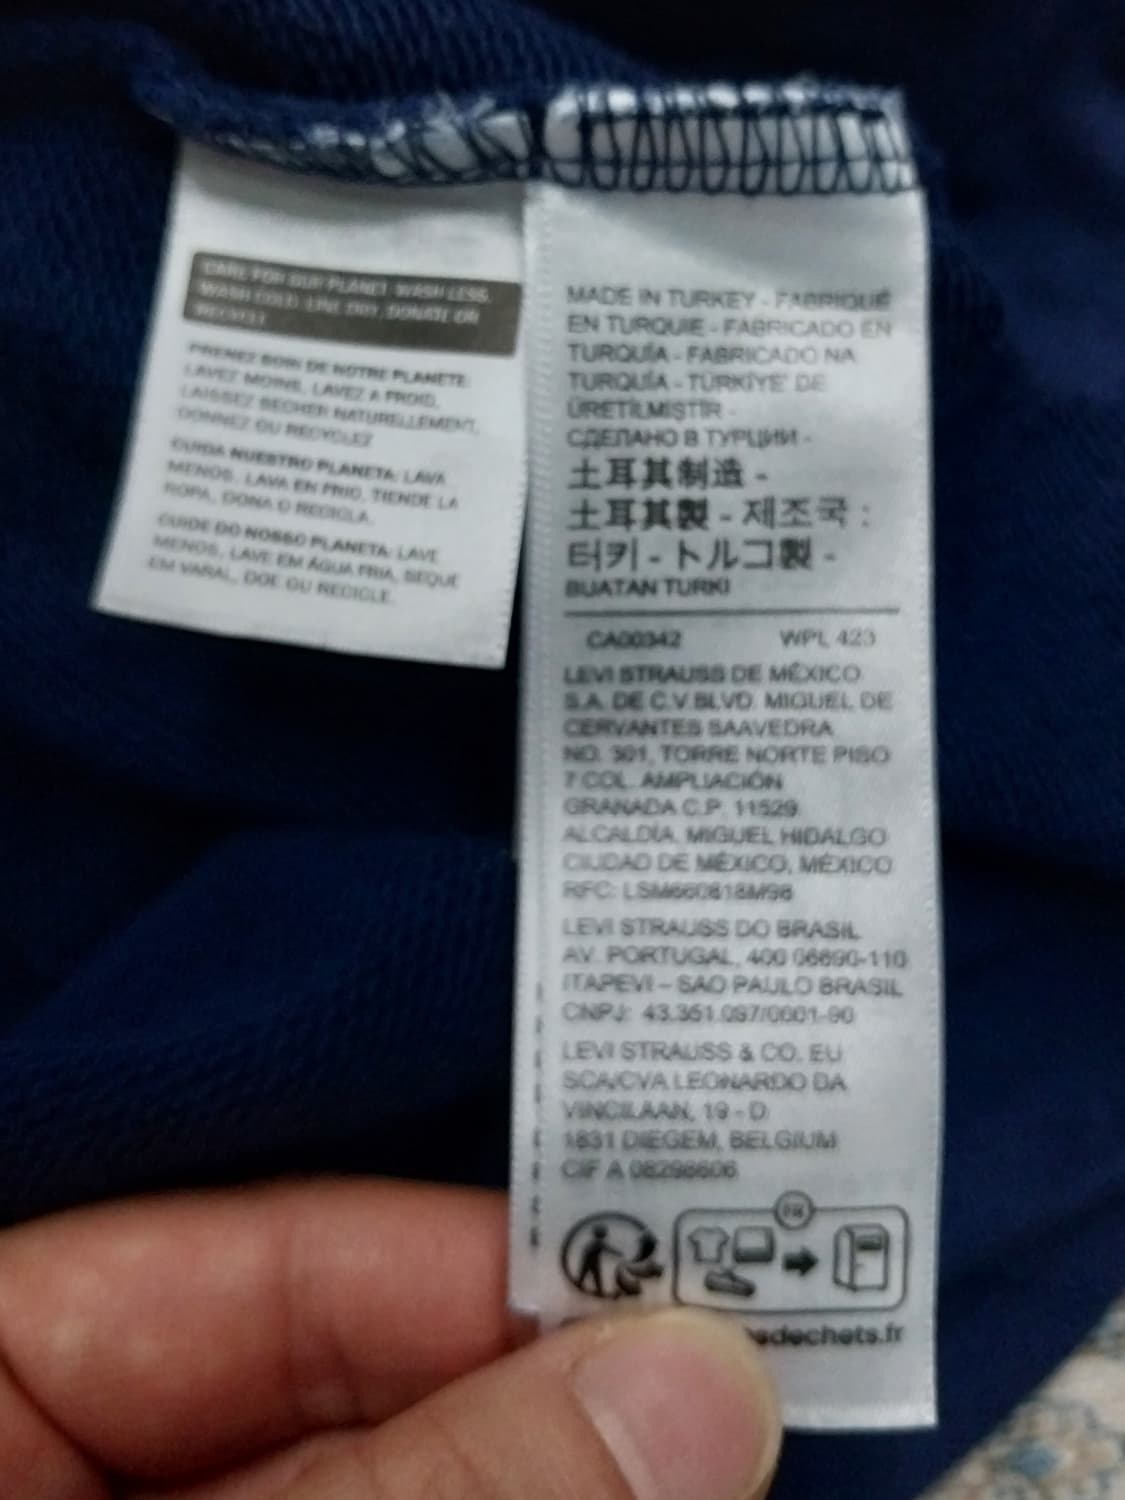 CARE FOR OUR PLANET: WASH LESS,
WASH COLD, LINE DRY, DONATE OR
RECYCLE
PRENEZ SOIN DE NOTRE PLANETE:
LAVEZ MOINS, LAVEZ A FROID,
LAISSEZ SECHER NATURELLEMENT,
DONNEZ OU RECYCLEZ
CUIDA NUESTRO PLANETA: LAVA
MENOS, LAVA EN FRIO, TIENDE LA
ROPA, DONA O RECICLA.
CUIDE DO NOSSO PLANETA: LAVE
MENOS, LAVE EM ÁGUA FRIA, SEQUE
EM VARAL, DOE OU RECICLE.
MADE IN TURKEY - FABRIQUÉ
EN TURQUIE - FABRICADO EN
TURQUÍA - FABRICADO NA
TURQUÍA - TÜRKİYE' DE
ÜRETİLMİŞTİR -
СДЕЛАНО В ТУРЦИИ -
土耳其制造 -
土耳其製 - 제조국 :
터키 - トルコ製 -
BUATAN TURKI
CA00342 WPL 423
LEVI STRAUSS DE MÉXICO
S.A. DE C.V.BLVD. MIGUEL DE
CERVANTES SAAVEDRA
NO. 301, TORRE NORTE PISO
7 COL. AMPLIACIÓN
GRANADA C.P. 11529
ALCALDÍA. MIGUEL HIDALGO
CIUDAD DE MÉXICO, MÉXICO
RFC: LSM660818M98
LEVI STRAUSS DO BRASIL
AV. PORTUGAL, 400 06690-110
ITAPEVI – SAO PAULO BRASIL
CNPJ: 43.351.097/0001-90
LEVI STRAUSS & CO. EU
SCA/CVA LEONARDO DA
VINCILAAN, 19 - D
1831 DIEGEM, BELGIUM
CIF A 08298606
FR
sdechets.fr